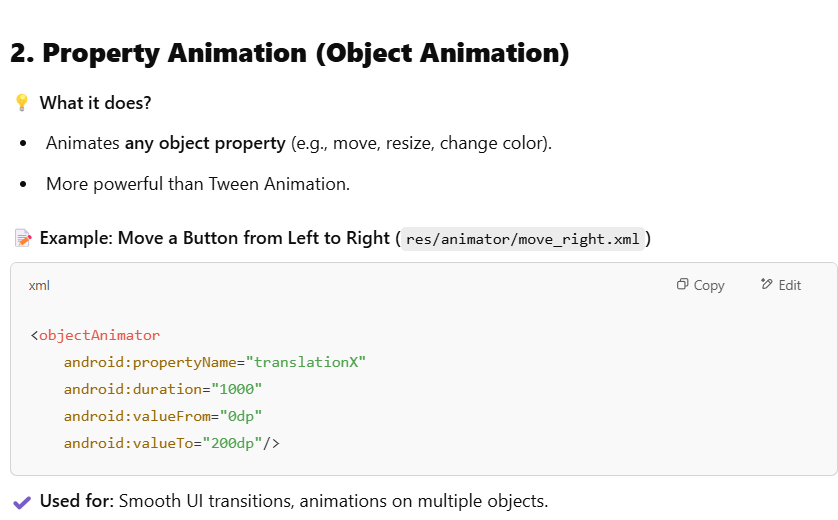 2. Property Animation (Object Animation)
💡 What it does?
• Animates any object property (e.g., move, resize, change color).
• More powerful than Tween Animation.
📝 Example: Move a Button from Left to Right ( res/animator/move_right.xml )
xml Copy Edit
<objectAnimator
    android:propertyName="translationX"
    android:duration="1000"
    android:valueFrom="0dp"
    android:valueTo="200dp"/>
✔ Used for: Smooth UI transitions, animations on multiple objects.